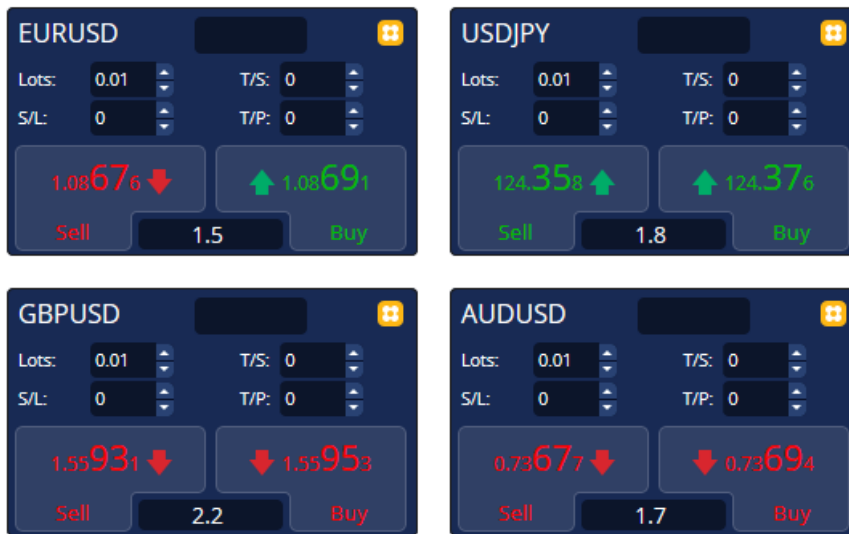 EURUSD
Lots: 0.01 T/S: 0
S/L: 0 T/P: 0
1.08676 1.08691
Sell 1.5 Buy
USDJPY
Lots: 0.01 T/S: 0
S/L: 0 T/P: 0
124.358 124.376
Sell 1.8 Buy
GBPUSD
Lots: 0.01 T/S: 0
S/L: 0 T/P: 0
1.55931 1.55953
Sell 2.2 Buy
AUDUSD
Lots: 0.01 T/S: 0
S/L: 0 T/P: 0
0.73677 0.73694
Sell 1.7 Buy